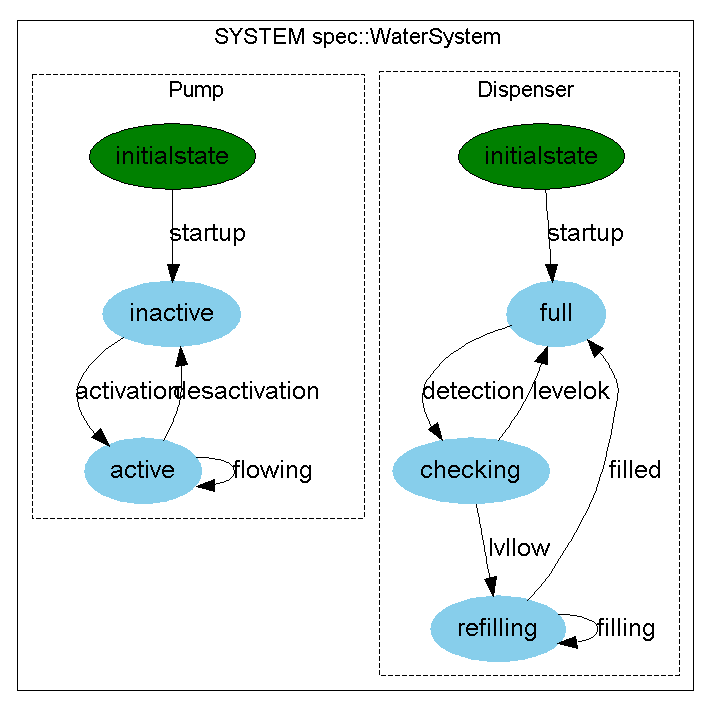 SYSTEM spec::WaterSystem
Pump
initialstate
startup
inactive
activation
desactivation
active
flowing
Dispenser
initialstate
startup
full
detection
levelok
checking
filled
lvllow
refilling
filling